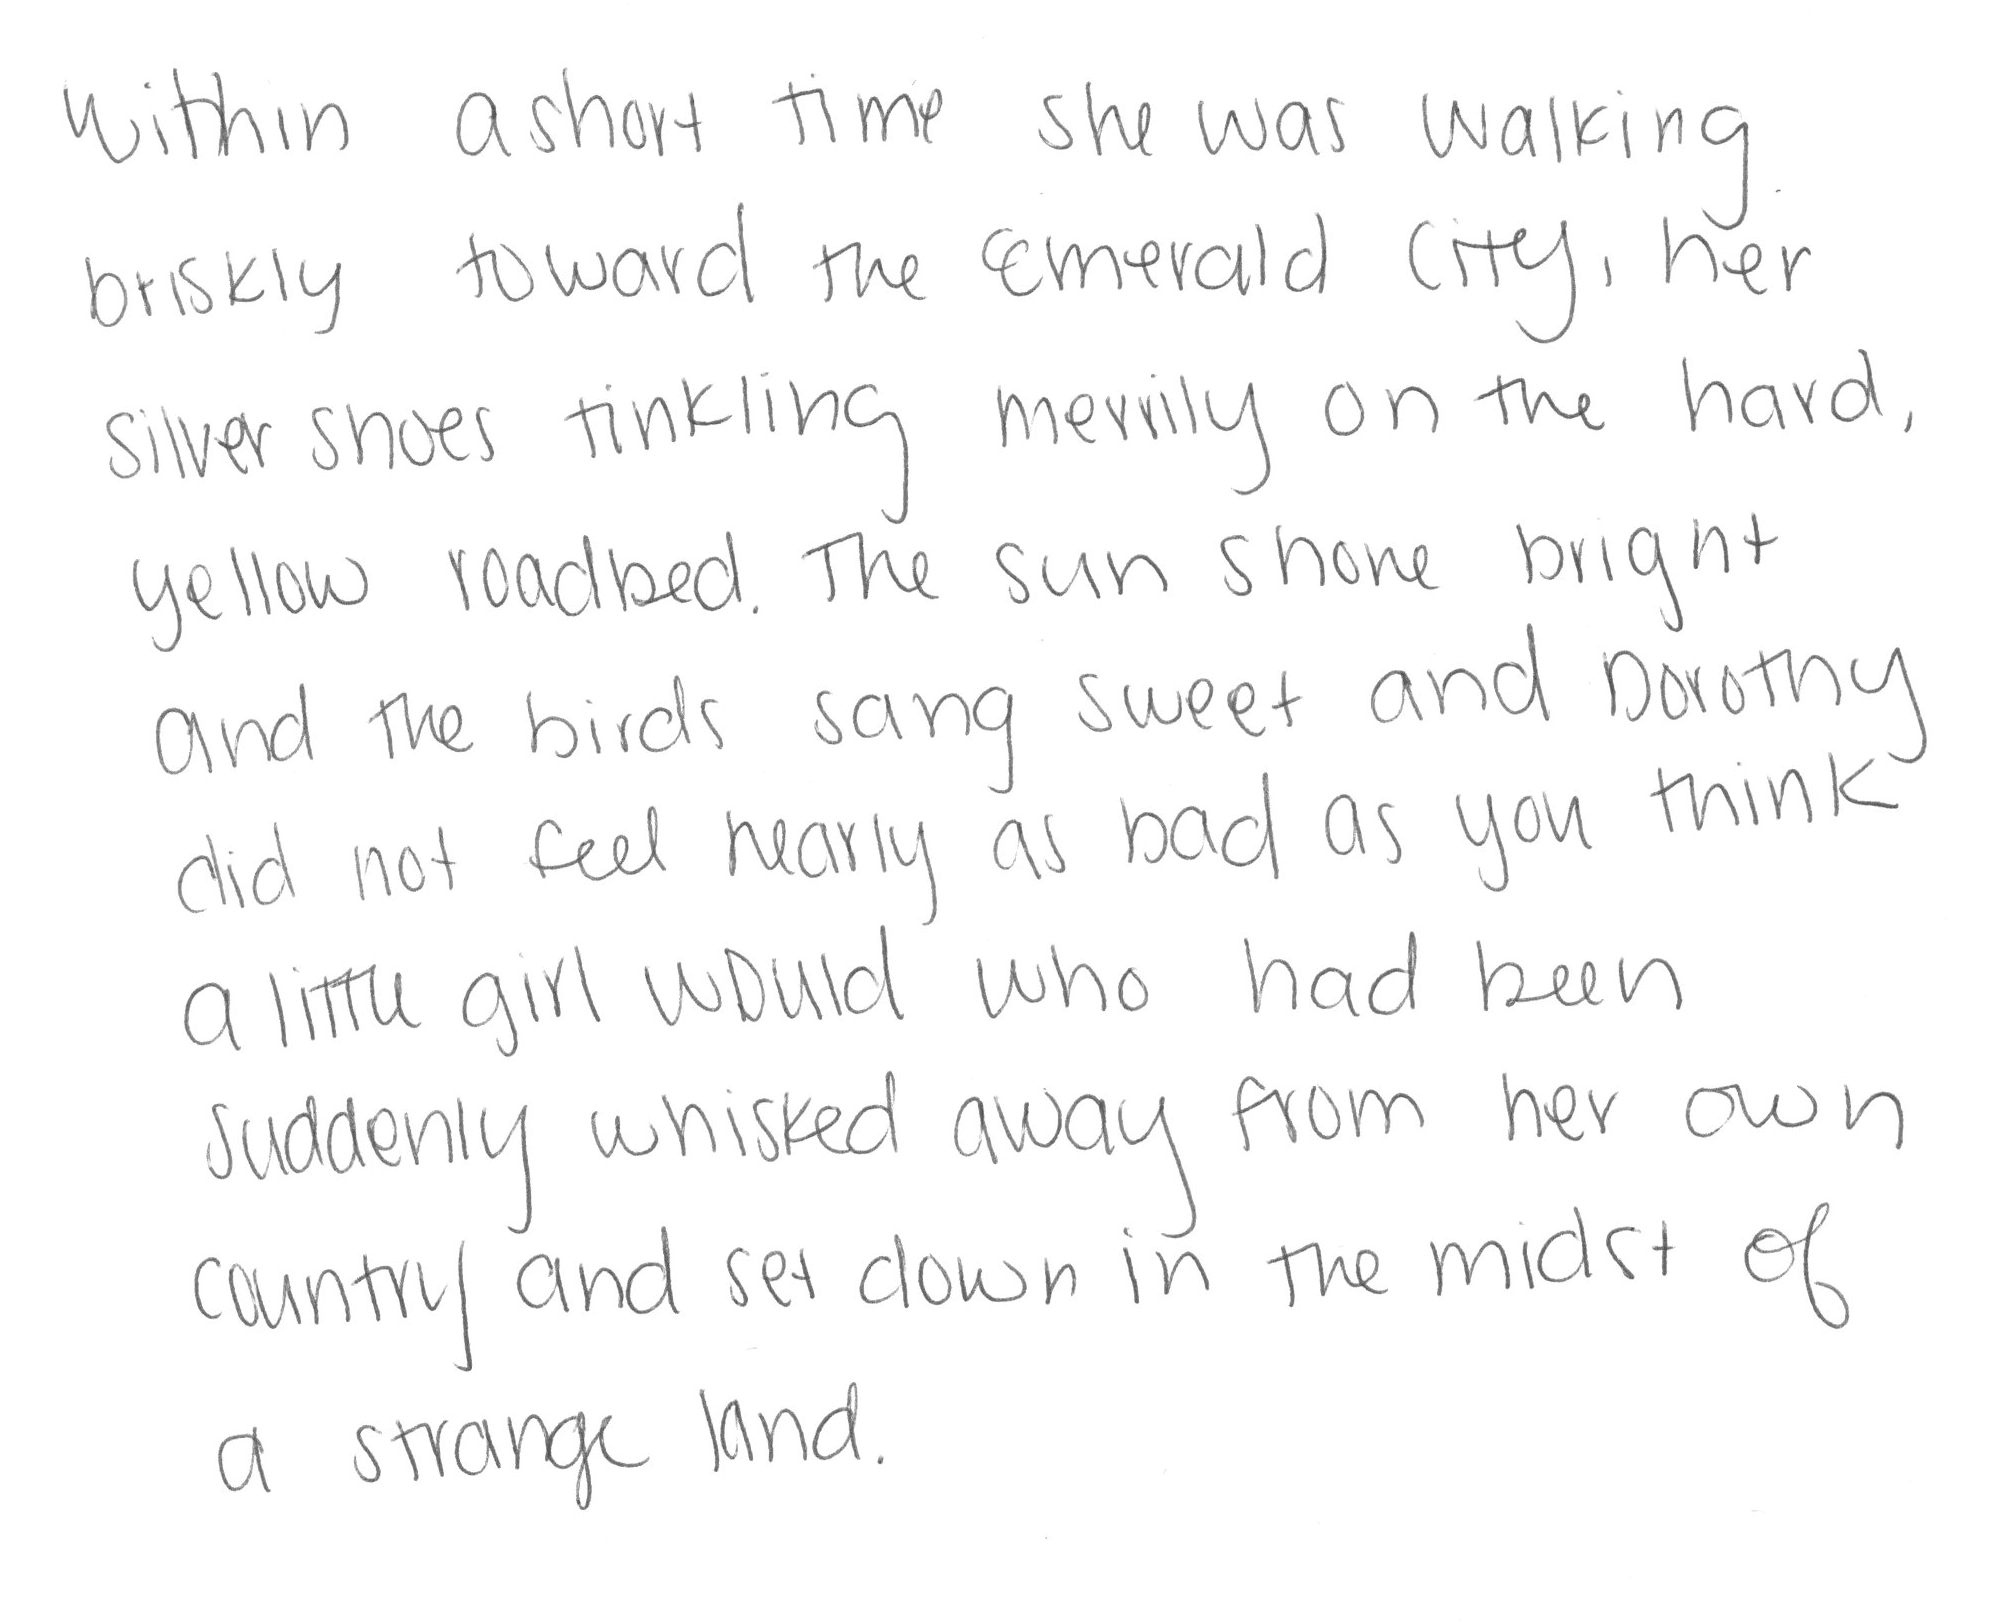 Within a short time she was walking
briskly toward the Emerald City, her
silver shoes tinkling merrily on the hard,
yellow roadbed. The sun shone bright
and the birds sang sweet and Dorothy
did not feel nearly as bad as you think
a little girl would who had been
suddenly whisked away from her own
country and set down in the midst of
a strange land.